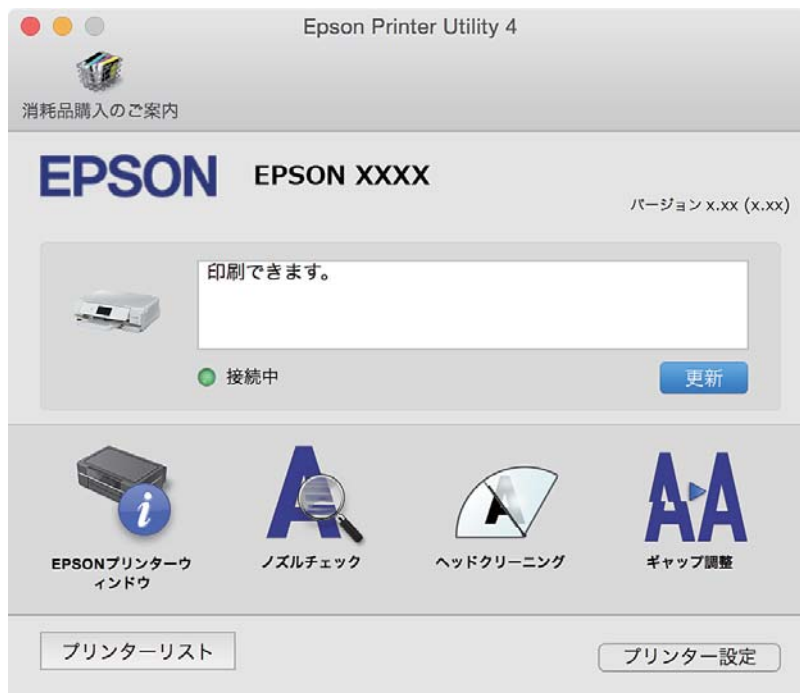 Epson Printer Utility 4
消耗品購入のご案内
EPSON
EPSON XXXX
バージョン x.xx (x.xx)
印刷できます。
接続中
更新
EPSONプリンターウ
ィンドウ
ノズルチェック
ヘッドクリーニング
ギャップ調整
プリンターリスト
プリンター設定